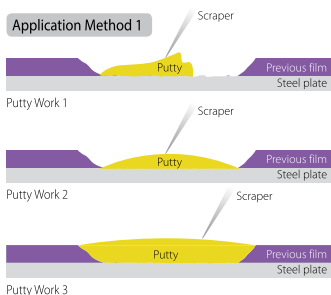 Application Method 1
Scraper
Putty
Previous film
Steel plate
Putty Work 1
Scraper
Putty
Previous film
Steel plate
Putty Work 2
Scraper
Putty
Previous film
Steel plate
Putty Work 3